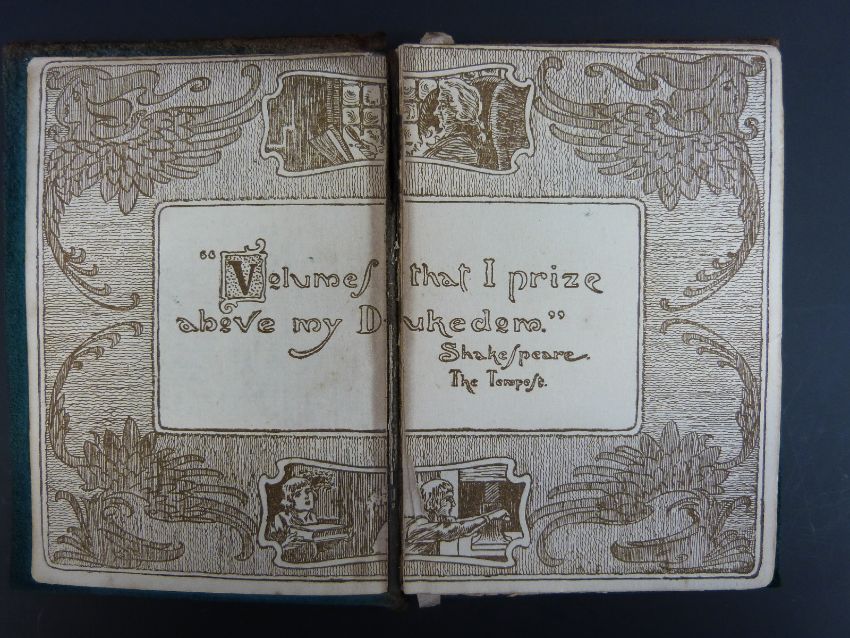 "Volumes that I prize
above my Dukedom."
Shakespeare.
The Tempest.